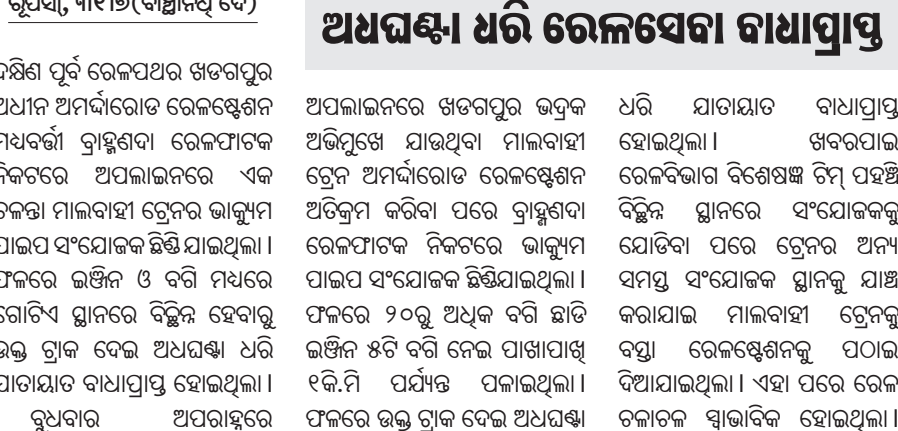 ଅଧଘଣ୍ଟା ଧରି ରେଳସେବା ବାଧାପ୍ରାପ୍ତ
ରୂପସା, ୩୧।୭(ବାଞ୍ଛାନିଧି ଦେ)
ଦକ୍ଷିଣ ପୂର୍ବ ରେଳପଥର ଖଡଗପୁର
ଅଧୀନ ଅମର୍ଦ୍ଦାରୋଡ ରେଳଷ୍ଟେଶନ
ମଧ୍ୟବର୍ତ୍ତୀ ବ୍ରାହ୍ମଣଦା ରେଳଫାଟକ
ନିକଟରେ ଅପଲାଇନରେ ଏକ
ଚଳନ୍ତା ମାଲବାହୀ ଟ୍ରେନର ଭାକ୍ୟୁମ
ପାଇପ ସଂଯୋଜକ ଛିଣ୍ଡି ଯାଇଥିଲା ।
ଫଳରେ ଇଞ୍ଜିନ ଓ ବଗି ମଧ୍ୟରେ
ଗୋଟିଏ ସ୍ଥାନରେ ବିଚ୍ଛିନ୍ନ ହେବାରୁ
ଉକ୍ତ ଟ୍ରାକ ଦେଇ ଅଧଘଣ୍ଟା ଧରି
ଯାତାୟାତ ବାଧାପ୍ରାପ୍ତ ହୋଇଥିଲା ।
ବୁଧବାର ଅପରାହ୍ନରେ
ଅପଲାଇନରେ ଖଡଗପୁର ଭଦ୍ରକ
ଅଭିମୁଖେ ଯାଉଥିବା ମାଲବାହୀ
ଟ୍ରେନ ଅମର୍ଦ୍ଦାରୋଡ ରେଳଷ୍ଟେଶନ
ଅତିକ୍ରମ କରିବା ପରେ ବ୍ରାହ୍ମଣଦା
ରେଳଫାଟକ ନିକଟରେ ଭାକ୍ୟୁମ
ପାଇପ ସଂଯୋଜକ ଛିଣ୍ଡିଯାଇଥିଲା ।
ଫଳରେ ୨୦ରୁ ଅଧିକ ବଗି ଛାଡି
ଇଞ୍ଜିନ ୫ଟି ବଗି ନେଇ ପାଖାପାଖି
୧କି.ମି ପର୍ଯ୍ୟନ୍ତ ପଳାଇଥିଲା ।
ଫଳରେ ଉକ୍ତ ଟ୍ରାକ ଦେଇ ଅଧଘଣ୍ଟା
ଧରି ଯାତାୟାତ ବାଧାପ୍ରାପ୍ତ
ହୋଇଥିଲା । ଖବରପାଇ
ରେଳବିଭାଗ ବିଶେଷଜ୍ଞ ଟିମ୍ ପହଞ୍ଚି
ବିଚ୍ଛିନ୍ନ ସ୍ଥାନରେ ସଂଯୋଜକକୁ
ଯୋଡିବା ପରେ ଟ୍ରେନର ଅନ୍ୟ
ସମସ୍ତ ସଂଯୋଜକ ସ୍ଥାନକୁ ଯାଞ୍ଚ
କରାଯାଇ ମାଲବାହୀ ଟ୍ରେନକୁ
ବସ୍ତା ରେଳଷ୍ଟେଶନକୁ ପଠାଇ
ଦିଆଯାଇଥିଲା । ଏହା ପରେ ରେଳ
ଚଳାଚଳ ସ୍ୱାଭାବିକ ହୋଇଥିଲା ।